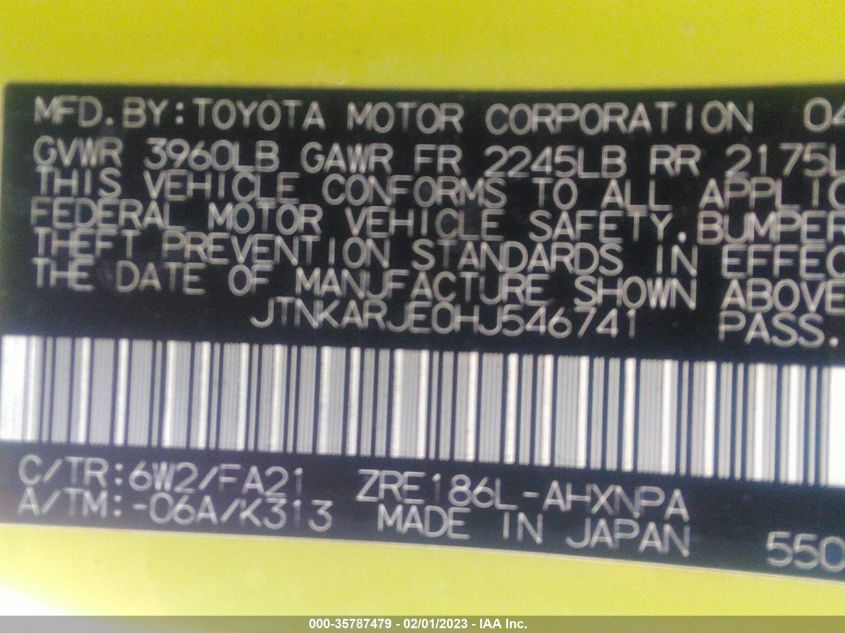 MFD.BY:TOYOTA MOTOR CORPORATION 04
GVWR 3960LB GAWR FR 2245LB RR 2175L
THIS VEHICLE CONFORMS TO ALL APPLIC
FEDERAL MOTOR VEHICLE SAFETY,BUMPER
THEFT PREVENTION STANDARDS IN EFFEC
THE DATE OF MANUFACTURE SHOWN ABOVE
JTNKARJE0HJ546741 PASS.
C/TR:6W2/FA21 ZRE186L-AHXNPA
A/TM:-06A/K313 MADE IN JAPAN 550
000-35787479 - 02/01/2023 - IAA Inc.